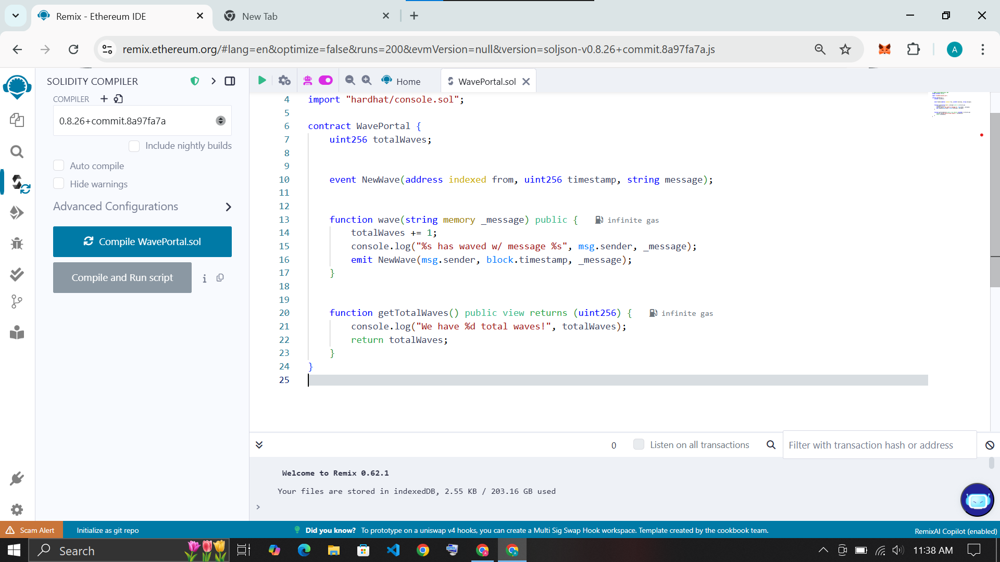 Remix - Ethereum IDE
New Tab
remix.ethereum.org/#lang=en&optimize=false&runs=200&evmVersion=null&version=soljson-v0.8.26+commit.8a97fa7a.js
A
SOLIDITY COMPILER
COMPILER
0.8.26+commit.8a97fa7a
Include nightly builds
Auto compile
Hide warnings
Advanced Configurations
Compile WavePortal.sol
Compile and Run script
Home
WavePortal.sol
4 import "hardhat/console.sol";
5
6 contract WavePortal {
7 uint256 totalWaves;
8
9
10 event NewWave(address indexed from, uint256 timestamp, string message);
11
12
13 function wave(string memory _message) public { infinite gas
14 totalWaves += 1;
15 console.log("%s has waved w/ message %s", msg.sender, _message);
16 emit NewWave(msg.sender, block.timestamp, _message);
17 }
18
19
20 function getTotalWaves() public view returns (uint256) { infinite gas
21 console.log("We have %d total waves!", totalWaves);
22 return totalWaves;
23 }
24 }
25
0
Listen on all transactions
Filter with transaction hash or address
Welcome to Remix 0.62.1
Your files are stored in indexedDB, 2.55 KB / 203.16 GB used
>
Scam Alert
Initialize as git repo
Did you know? To prototype on a uniswap v4 hooks, you can create a Multi Sig Swap Hook workspace. Template created by the cookbook team.
RemixAI Copilot (enabled)
Search
11:38 AM